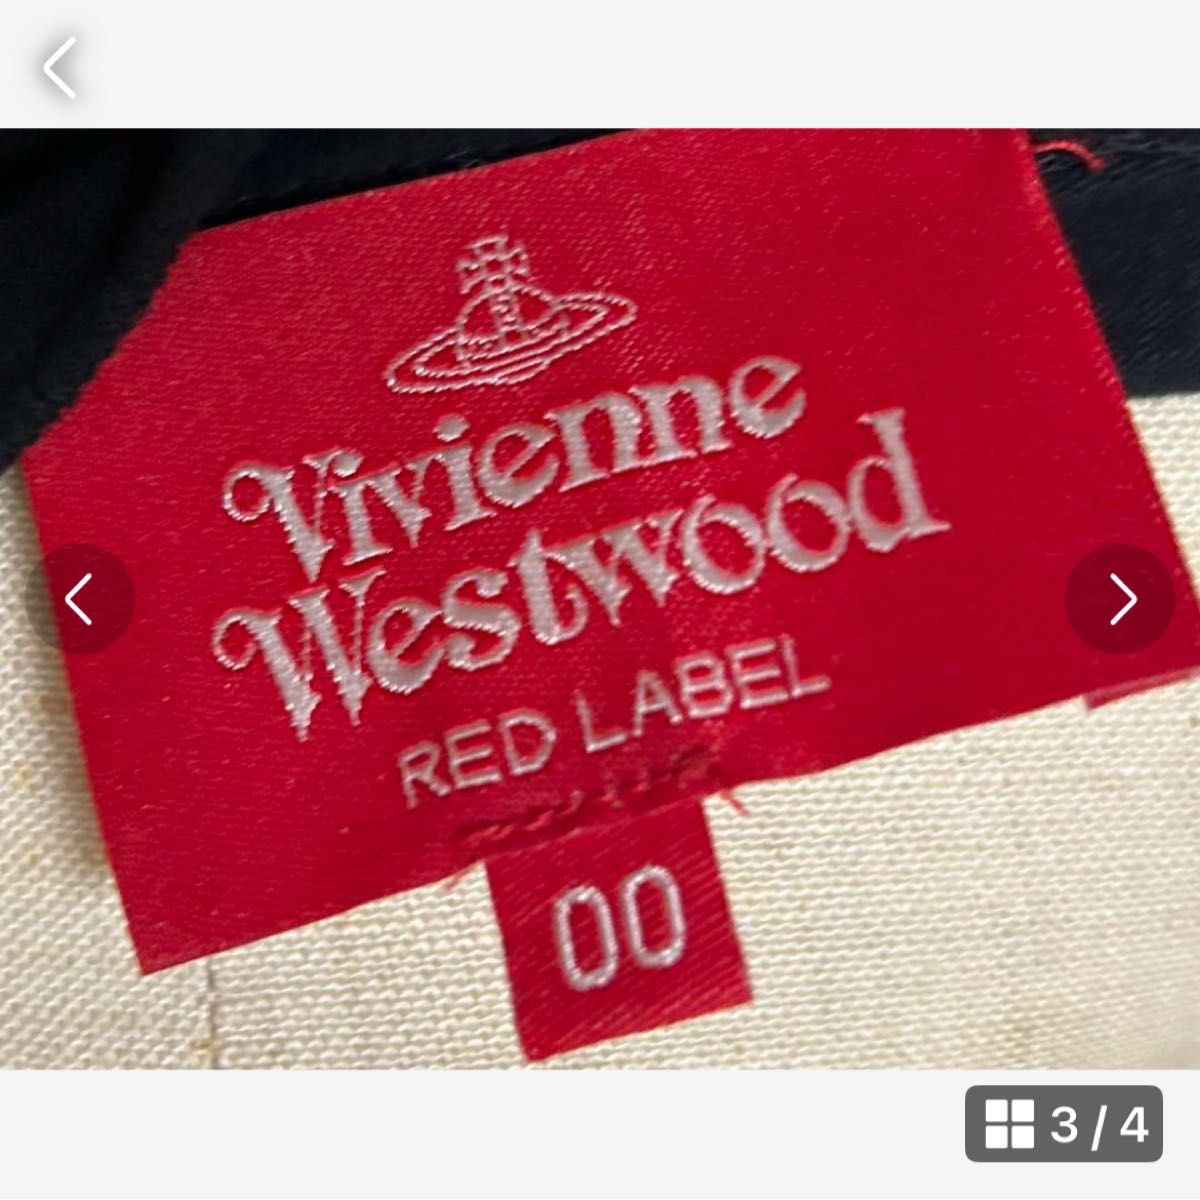 Vivienne
Westwood
RED LABEL
00
3 / 4